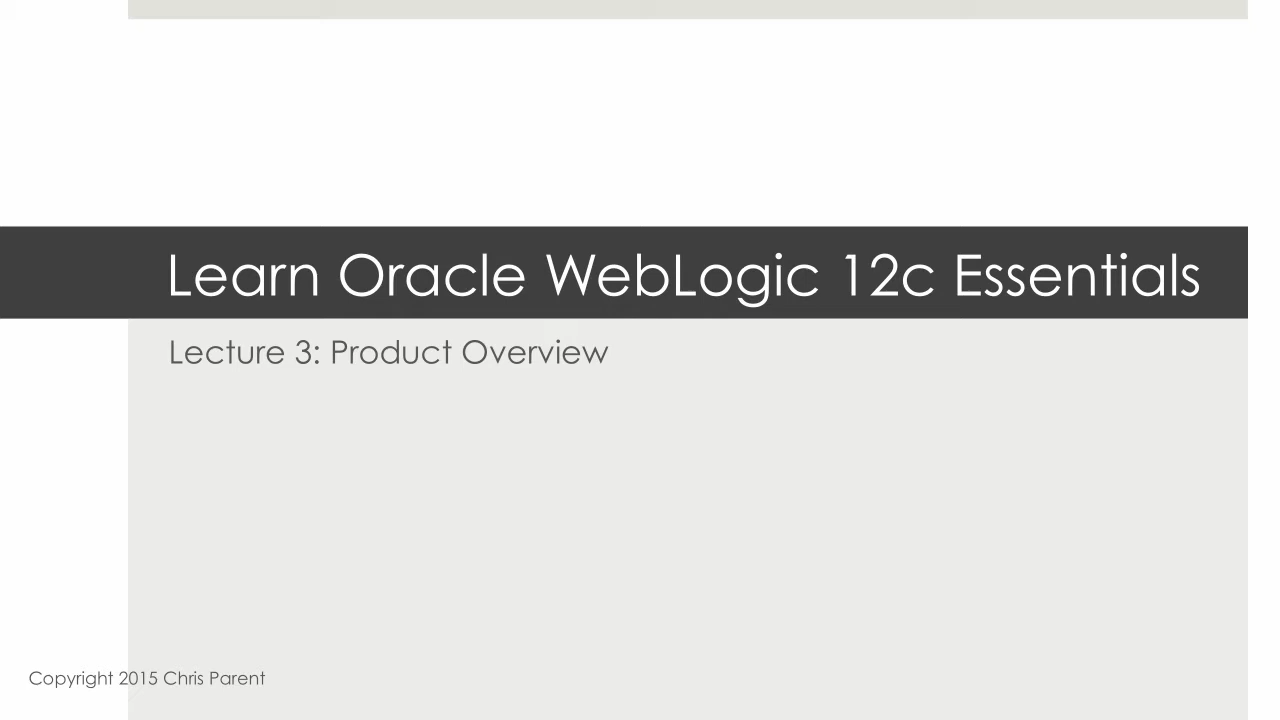 Learn Oracle WebLogic 12c Essentials
Lecture 3: Product Overview
Copyright 2015 Chris Parent